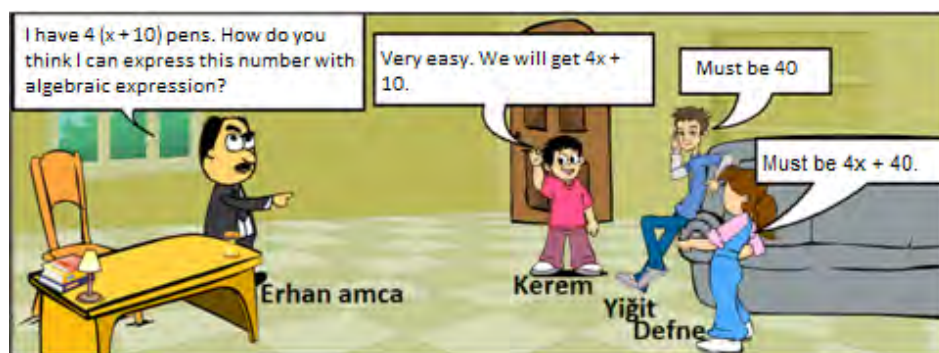 I have 4 (x + 10) pens. How do you
think I can express this number with
algebraic expression?
Very easy. We will get 4x +
10.
Must be 40
Must be 4x + 40.
Erhan amca
Kerem
Yiğit
Defne